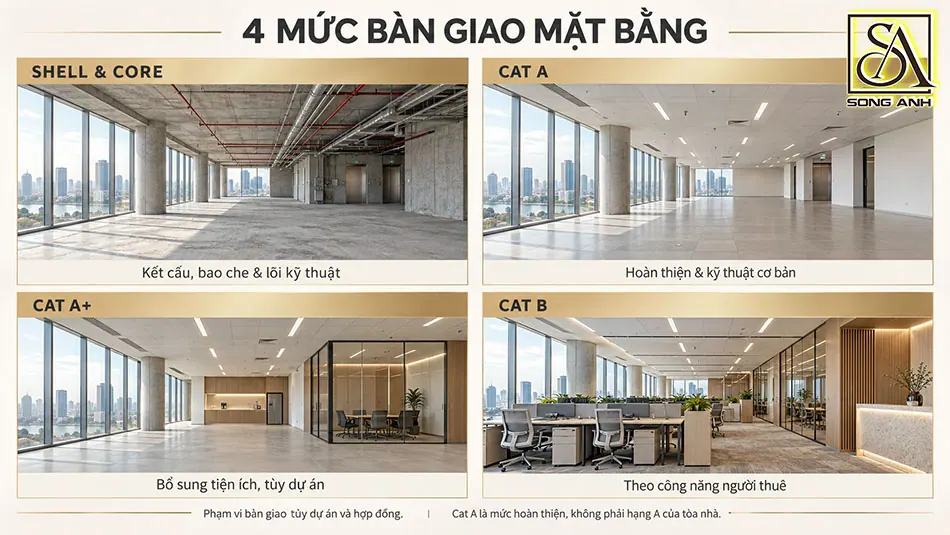 4 MỨC BÀN GIAO MẶT BẰNG
SA
SONG ANH
SHELL & CORE
CAT A
Kết cấu, bao che & lõi kỹ thuật
Hoàn thiện & kỹ thuật cơ bản
CAT A+
CAT B
Bổ sung tiện ích, tùy dự án
Theo công năng người thuê
Phạm vi bàn giao tùy dự án và hợp đồng. | Cat A là mức hoàn thiện, không phải hạng A của tòa nhà.